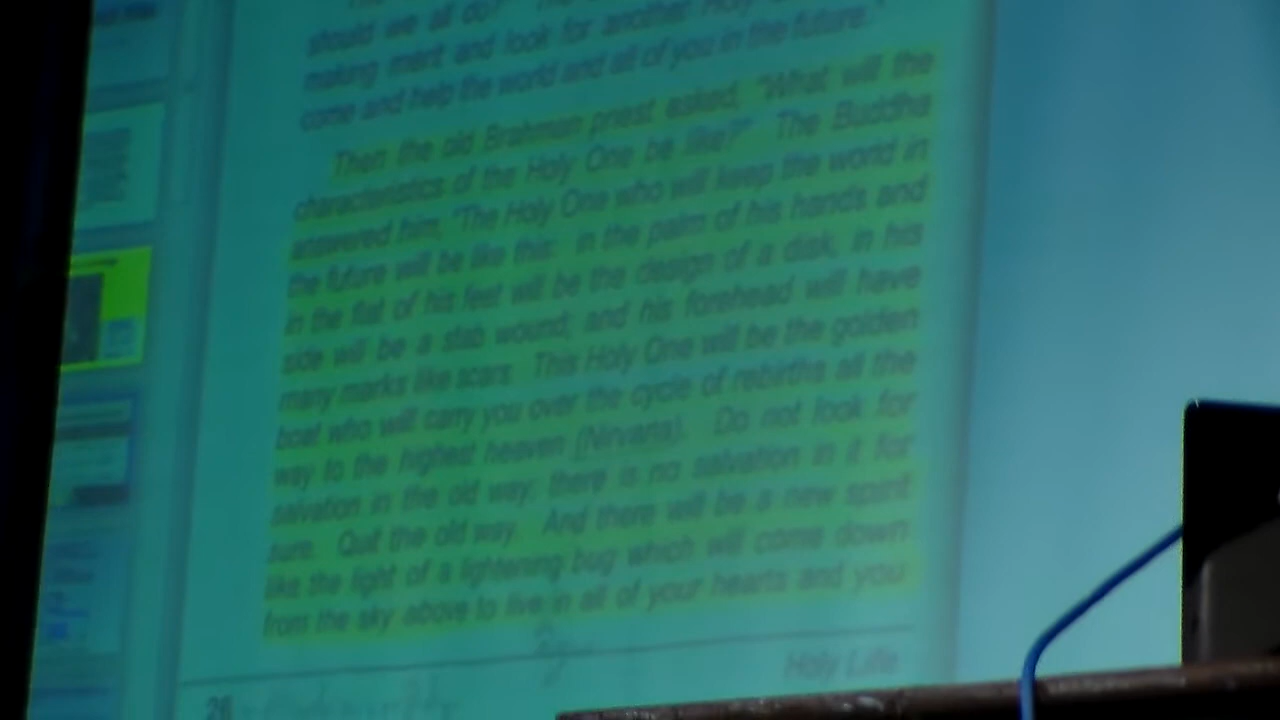 should we all do?"
making merit and look for another Holy
come and help the world and all of you in the future."
Then the old Brahman priest asked, "What will the
characteristics of the Holy One be like?" The Buddha
answered him, "The Holy One who will keep the world in
the future will be like this: in the palm of his hands and
in the flat of his feet will be the design of a disk, in his
side will be a stab wound; and his forehead will have
many marks like scars. This Holy One will be the golden
boat who will carry you over the cycle of rebirths all the
way to the highest heaven (Nirvana). Do not look for
salvation in the old way; there is no salvation in it for
sure. Quit the old way. And there will be a new spirit
like the light of a lightening bug which will come down
from the sky above to live in all of your hearts and you
Holy Life
28